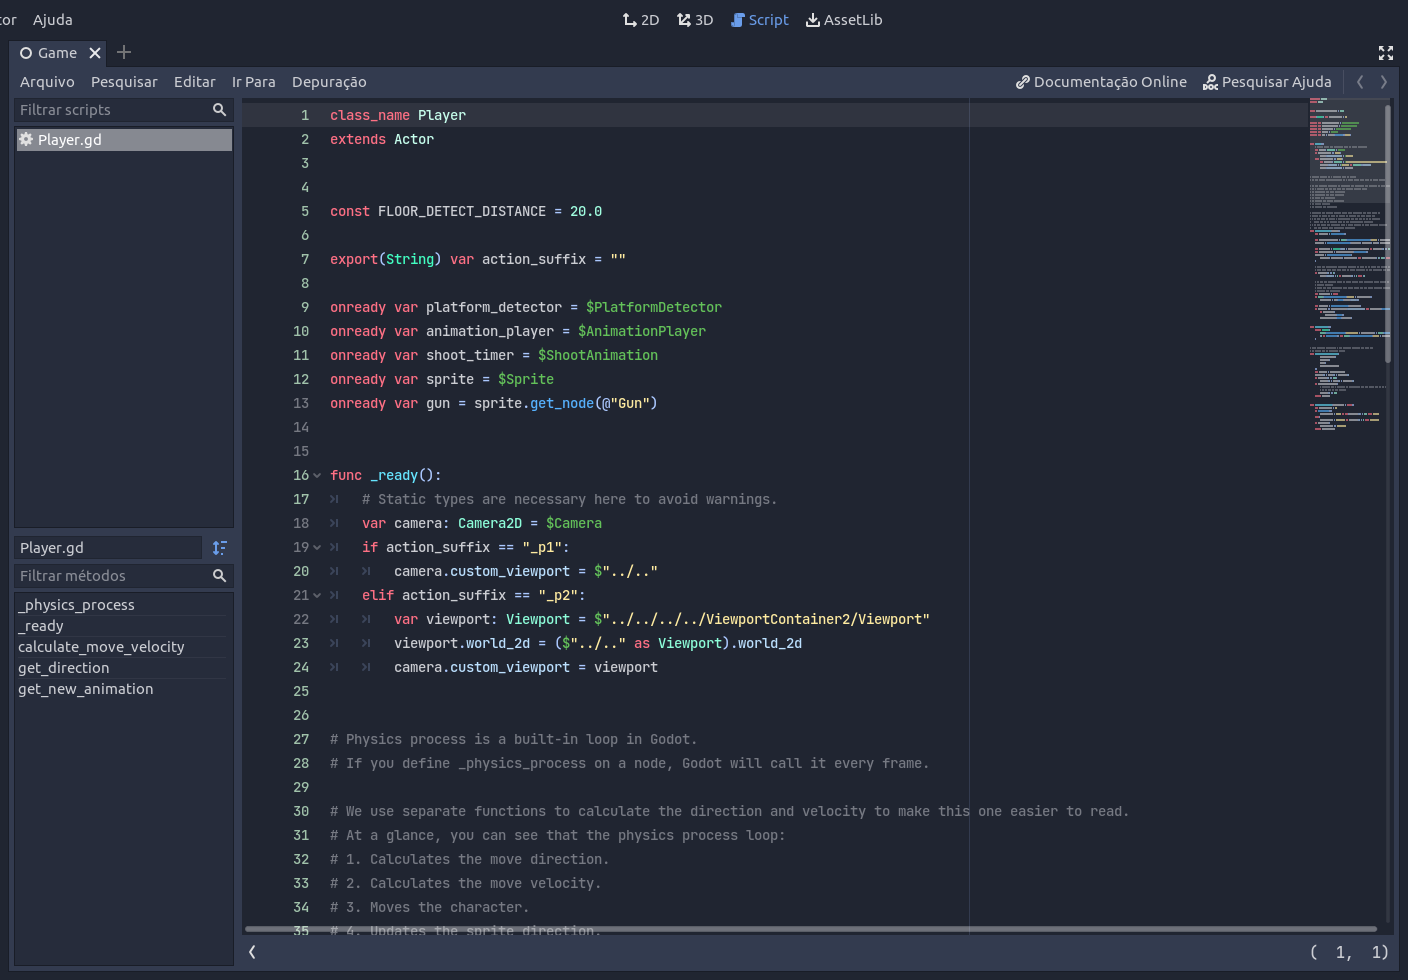 tor Ajuda 2D 3D Script AssetLib
Game
Arquivo Pesquisar Editar Ir Para Depuração Documentação Online Pesquisar Ajuda
Filtrar scripts
Player.gd
Player.gd
Filtrar métodos
_physics_process
_ready
calculate_move_velocity
get_direction
get_new_animation
1 class_name Player
2 extends Actor
3
4
5 const FLOOR_DETECT_DISTANCE = 20.0
6
7 export(String) var action_suffix = ""
8
9 onready var platform_detector = $PlatformDetector
10 onready var animation_player = $AnimationPlayer
11 onready var shoot_timer = $ShootAnimation
12 onready var sprite = $Sprite
13 onready var gun = sprite.get_node(@"Gun")
14
15
16 func _ready():
17 # Static types are necessary here to avoid warnings.
18 var camera: Camera2D = $Camera
19 if action_suffix == "_p1":
20 camera.custom_viewport = $"../.."
21 elif action_suffix == "_p2":
22 var viewport: Viewport = $"../../../../ViewportContainer2/Viewport"
23 viewport.world_2d = ($"../.." as Viewport).world_2d
24 camera.custom_viewport = viewport
25
26
27 # Physics process is a built-in loop in Godot.
28 # If you define _physics_process on a node, Godot will call it every frame.
29
30 # We use separate functions to calculate the direction and velocity to make this one easier to read.
31 # At a glance, you can see that the physics process loop:
32 # 1. Calculates the move direction.
33 # 2. Calculates the move velocity.
34 # 3. Moves the character.
35 # 4. Updates the sprite direction.
( 1, 1)